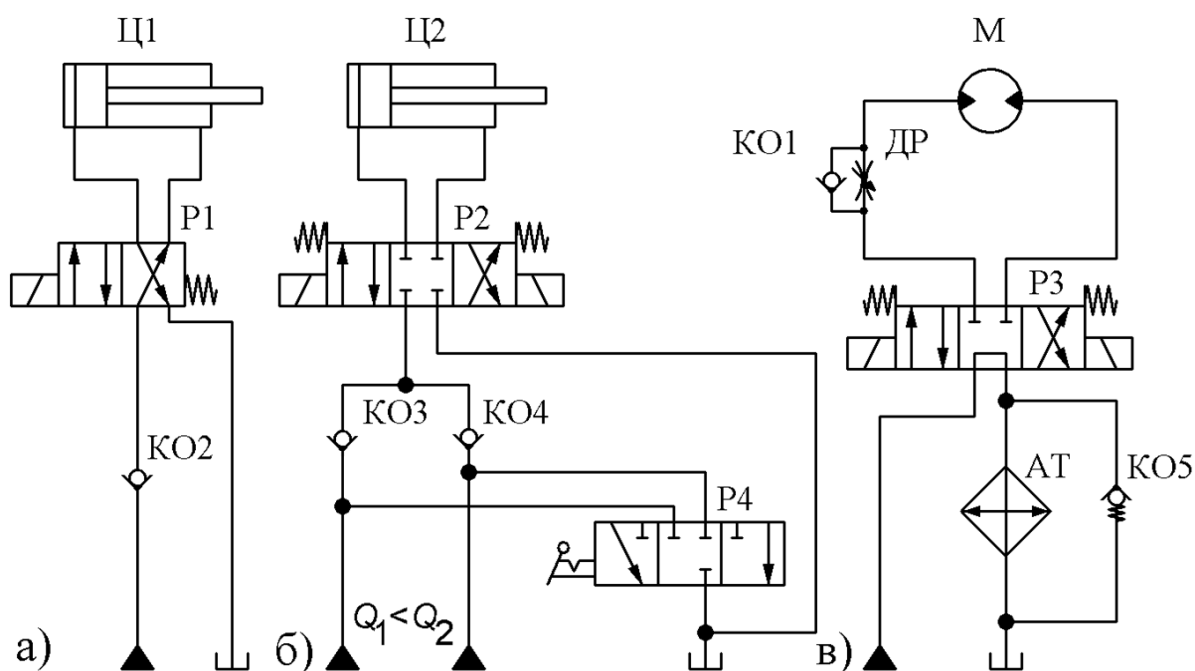 Ц1
Ц2
М
КО1
ДР
Р1
Р2
Р3
КО3
КО4
КО2
АТ
КО5
Р4
Q₁ < Q₂
а)
б)
в)